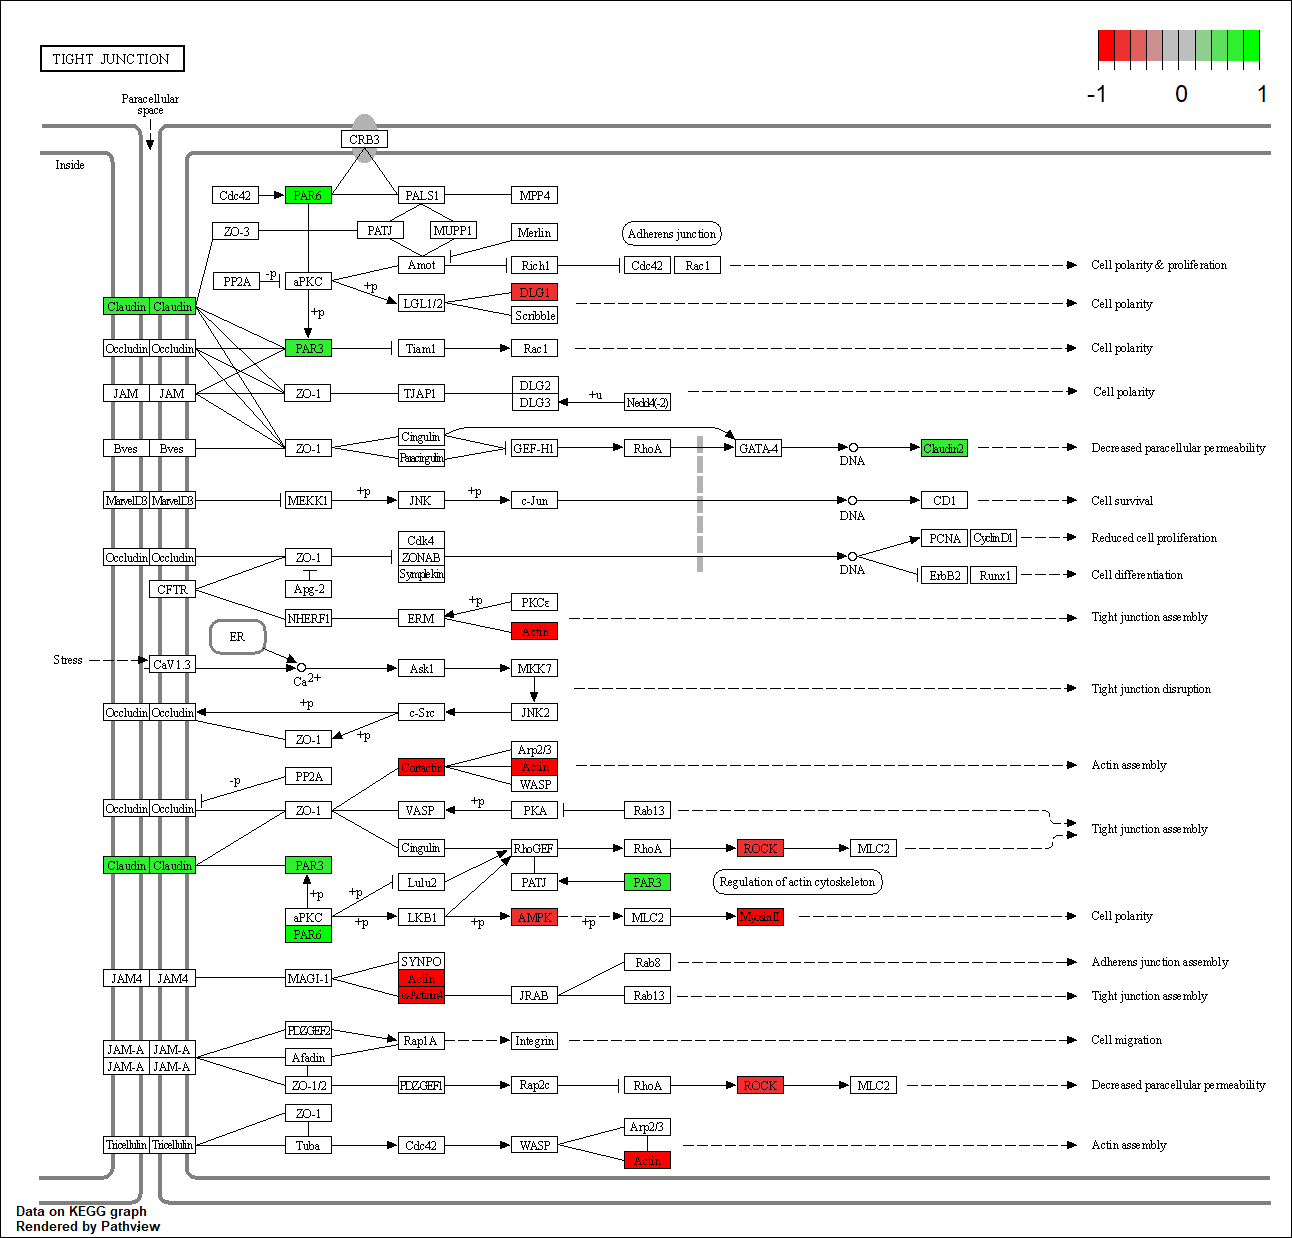 TIGHT JUNCTION
-1 0 1
Paracellular
space
Inside
CRB3
Cdc42 PAR6 PALS1 MPP4
ZO-3 PATJ MUPP1 Merlin Adherens junction
Amot Rich1 Cdc42 Rac1 Cell polarity & proliferation
PP2A -p aPKC +p
DLG1
Claudin Claudin +p LGL1/2 Cell polarity
Scribble
Occludin Occludin PAR3 Tiam1 Rac1 Cell polarity
DLG2
JAM JAM ZO-1 TJAP1 +u Cell polarity
DLG3 Nedd4(-2)
Cingulin
Bves Bves ZO-1 GEF-H1 RhoA GATA-4 Claudin2 Decreased paracellular permeability
Paracingulin DNA
MarvelD3 MarvelD3 MEKK1 +p JNK +p c-Jun CD1 Cell survival
DNA
Cdk4 PCNA CyclinD1 Reduced cell proliferation
Occludin Occludin ZO-1 ZONAB
Symplekin DNA ErbB2 Runx1 Cell differentiation
CFTR Apg-2
+p PKCε
NHERF1 ERM Tight junction assembly
Actin
ER
Stress CaV1.3 Ask1 MKK7
Ca2+
Tight junction disruption
Occludin Occludin +p c-Src JNK2
ZO-1 +p
Arp2/3
Cortactin Actin Actin assembly
-p PP2A WASP
Occludin Occludin ZO-1 VASP +p PKA Rab13
Tight junction assembly
Cingulin RhoGEF RhoA ROCK MLC2
Claudin Claudin PAR3
+p +p Lulu2 PATJ PAR3 Regulation of actin cytoskeleton
aPKC +p LKB1 +p AMPK +p MLC2 MyosinII Cell polarity
PAR6
SYNPO Rab8 Adherens junction assembly
JAM4 JAM4 MAGI-1 Actin
α-Actinin4 JRAB Rab13 Tight junction assembly
PDZGEF2
Rap1A Integrin Cell migration
JAM-A JAM-A Afadin
JAM-A JAM-A
ZO-1/2 PDZGEF1 Rap2c RhoA ROCK MLC2 Decreased paracellular permeability
ZO-1 Arp2/3
Tricellulin Tricellulin Tuba Cdc42 WASP Actin assembly
Actin
Data on KEGG graph
Rendered by Pathview